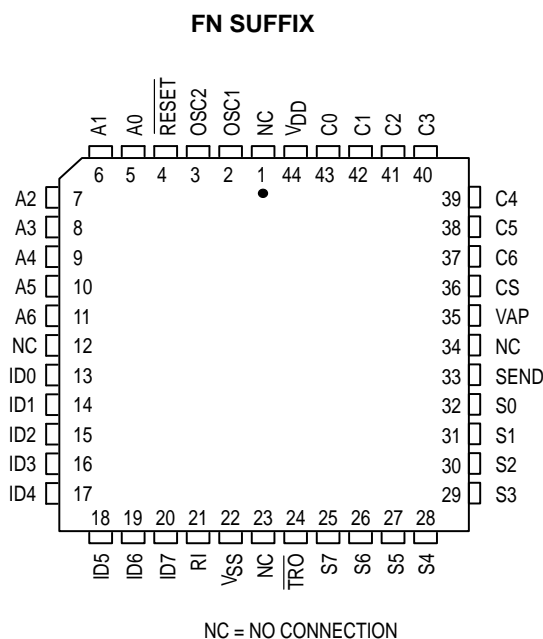 FN SUFFIX
A1 A0 RESET OSC2 OSC1 NC VDD C0 C1 C2 C3
6 5 4 3 2 1 44 43 42 41 40
A2 7 39 C4
A3 8 38 C5
A4 9 37 C6
A5 10 36 CS
A6 11 35 VAP
NC 12 34 NC
ID0 13 33 SEND
ID1 14 32 S0
ID2 15 31 S1
ID3 16 30 S2
ID4 17 29 S3
18 19 20 21 22 23 24 25 26 27 28
ID5 ID6 ID7 RI VSS NC TRO S7 S6 S5 S4
NC = NO CONNECTION